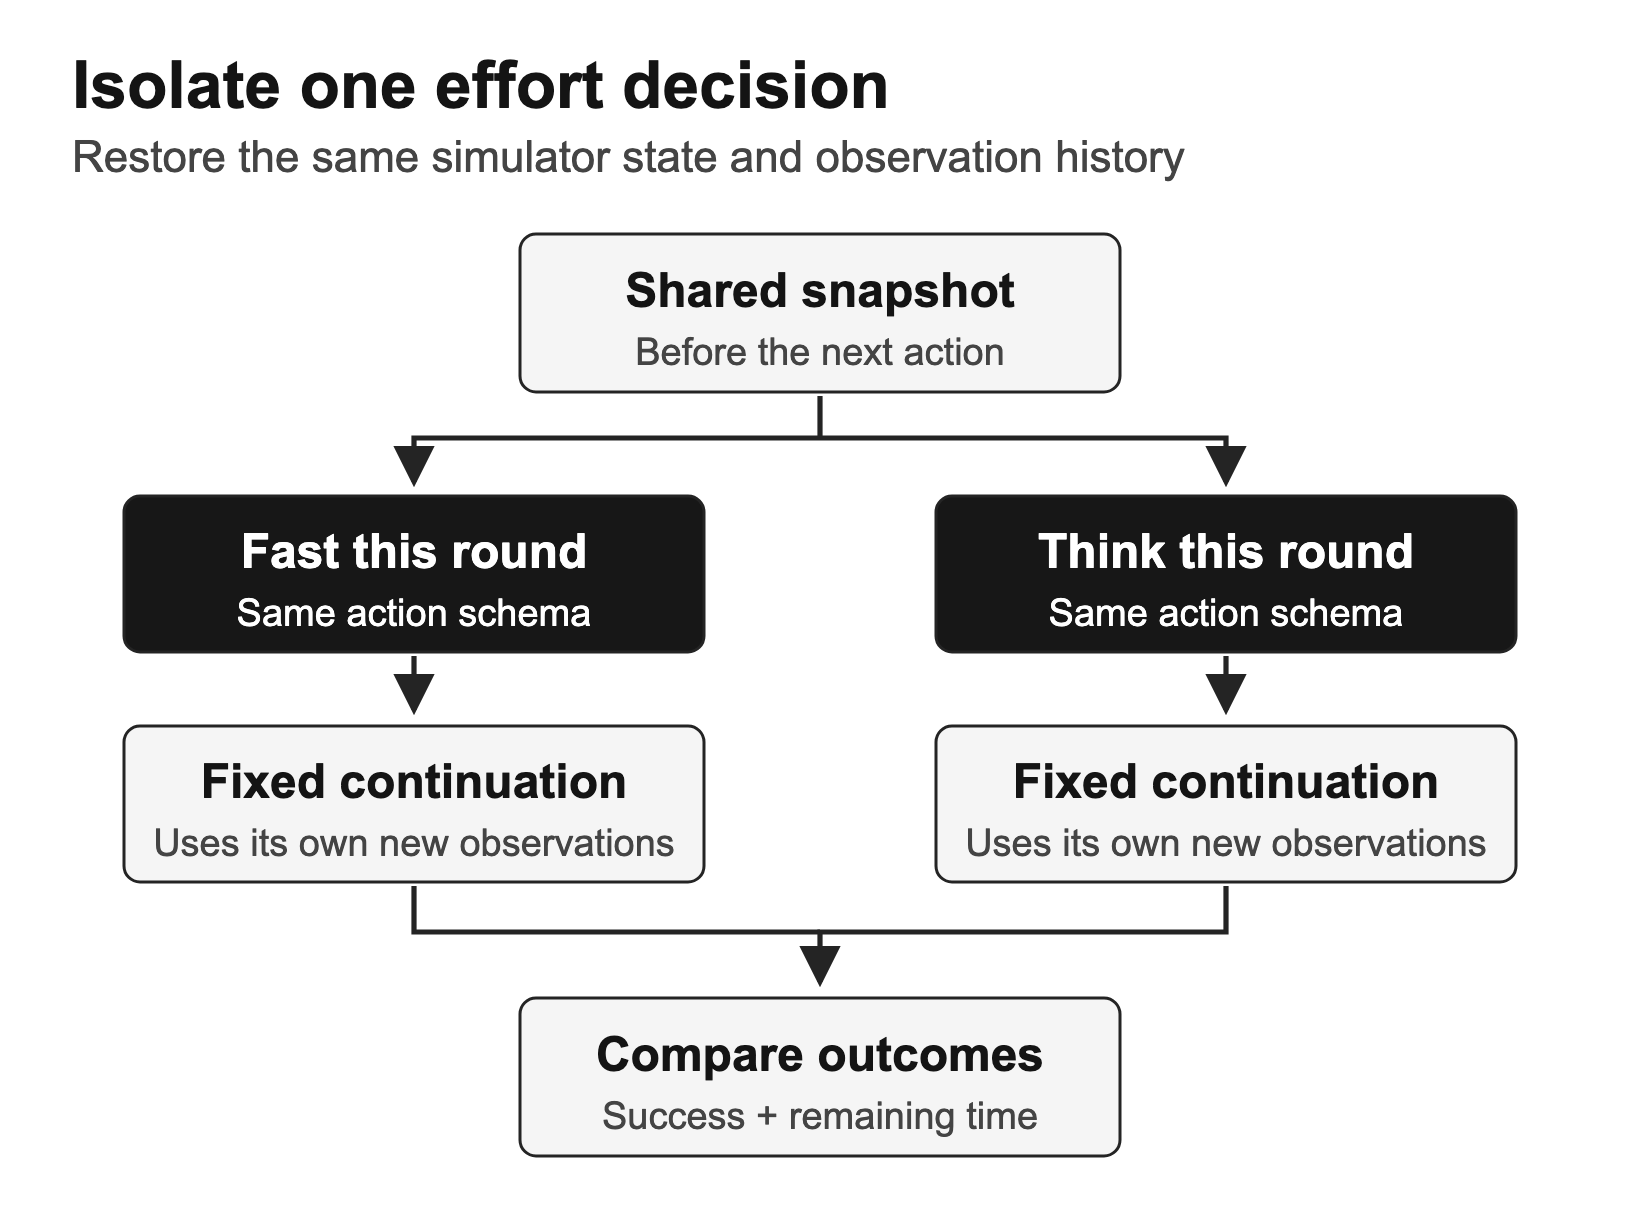 Isolate one effort decision
Restore the same simulator state and observation history
Shared snapshot
Before the next action
Fast this round
Same action schema
Think this round
Same action schema
Fixed continuation
Uses its own new observations
Fixed continuation
Uses its own new observations
Compare outcomes
Success + remaining time